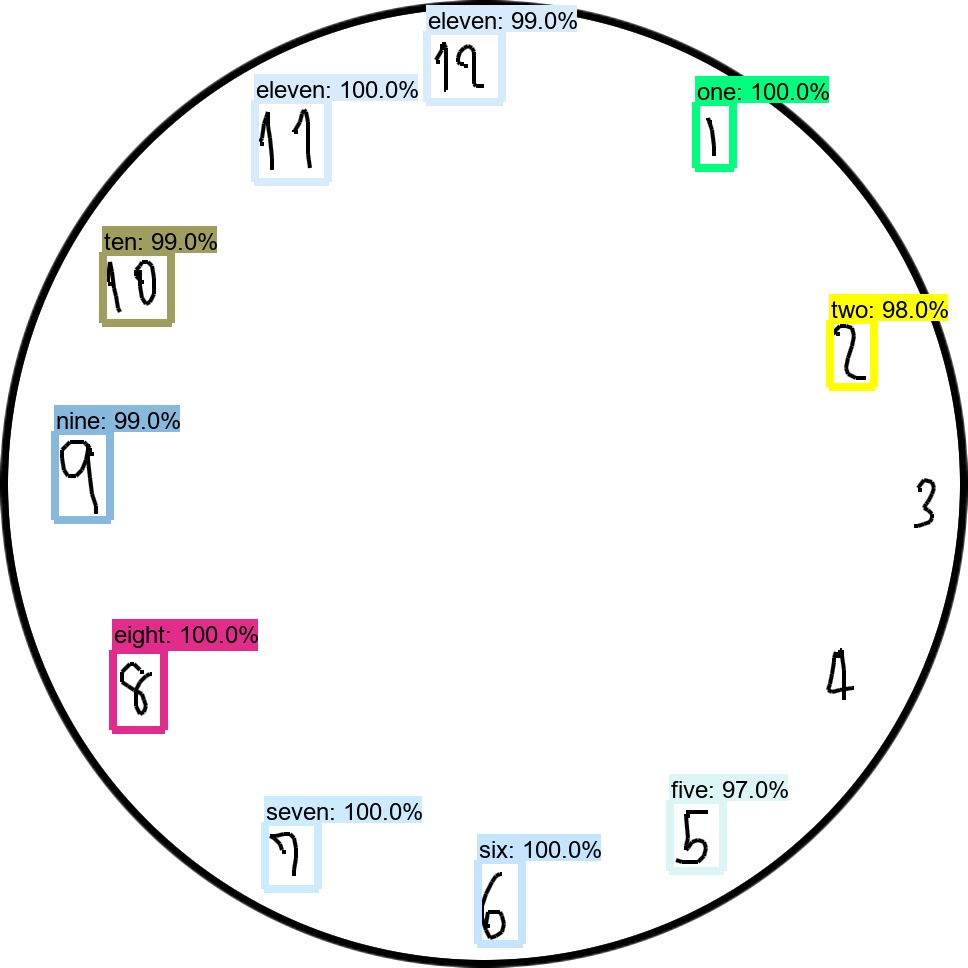 eleven: 99.0%
12
eleven: 100.0%
11
one: 100.0%
1
ten: 99.0%
10
two: 98.0%
2
nine: 99.0%
9
3
eight: 100.0%
8
4
five: 97.0%
5
seven: 100.0%
7
six: 100.0%
6